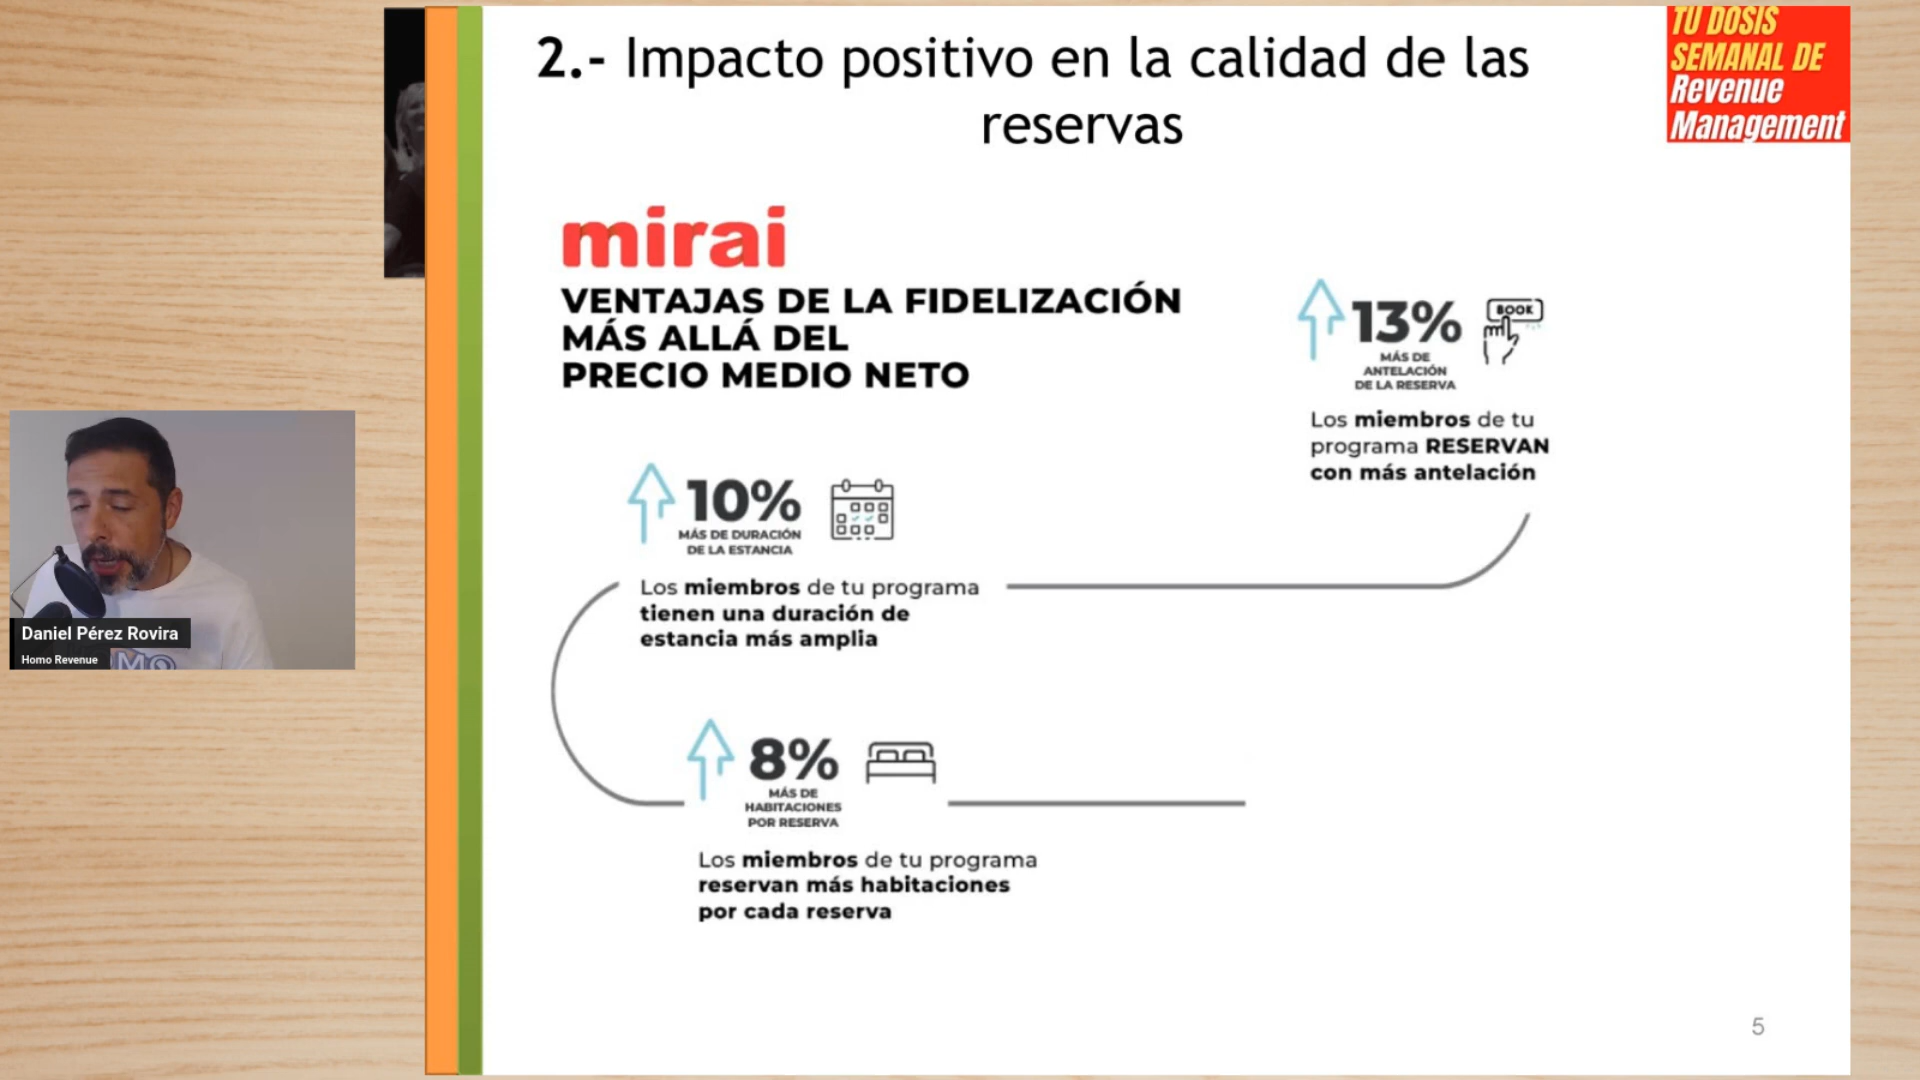 2.- Impacto positivo en la calidad de las
reservas
TU DOSIS
SEMANAL DE
Revenue
Management
mirai
VENTAJAS DE LA FIDELIZACIÓN
MÁS ALLÁ DEL
PRECIO MEDIO NETO
13%
MÁS DE
ANTELACIÓN
DE LA RESERVA
BOOK
Los miembros de tu
programa RESERVAN
con más antelación
10%
MÁS DE DURACIÓN
DE LA ESTANCIA
Los miembros de tu programa
tienen una duración de
estancia más amplia
8%
MÁS DE
HABITACIONES
POR RESERVA
Los miembros de tu programa
reservan más habitaciones
por cada reserva
Daniel Pérez Rovira
Homo Revenue
MO
5